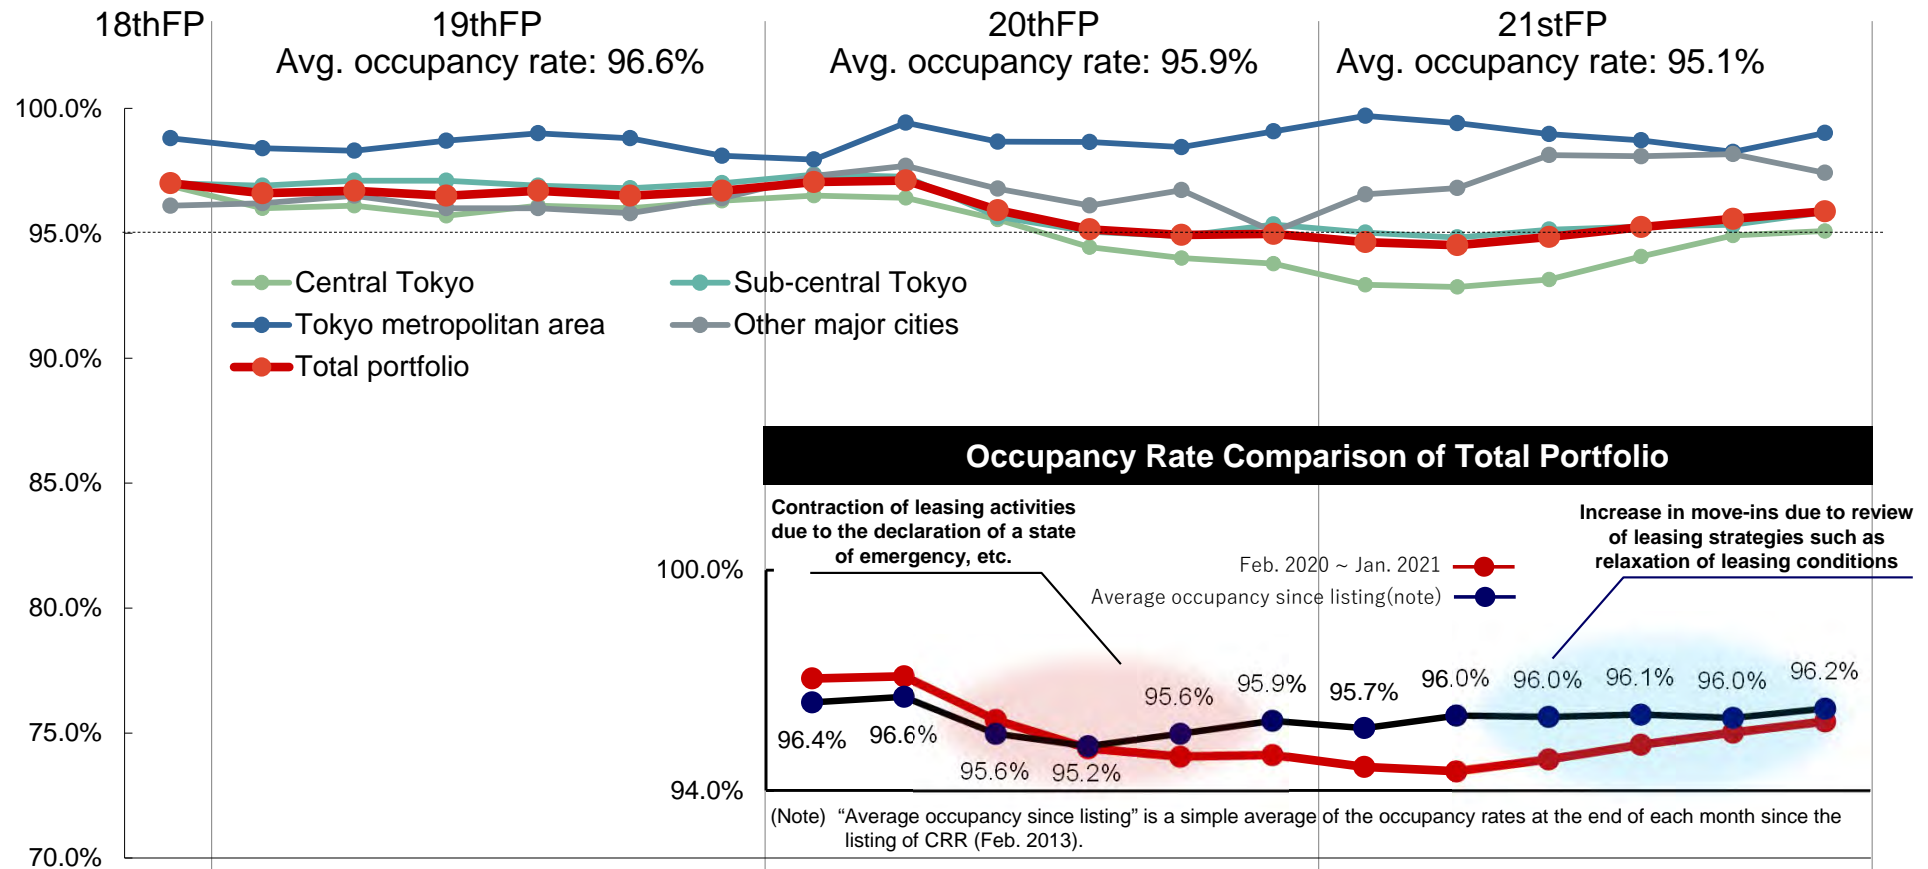 18thFP
19thFP
Avg. occupancy rate: 96.6%
20thFP
Avg. occupancy rate: 95.9%
21stFP
Avg. occupancy rate: 95.1%
100.0%
95.0%
90.0%
85.0%
80.0%
75.0%
70.0%
Central Tokyo
Sub-central Tokyo
Tokyo metropolitan area
Other major cities
Total portfolio
Occupancy Rate Comparison of Total Portfolio
Contraction of leasing activities
due to the declaration of a state
of emergency, etc.
Increase in move-ins due to review
of leasing strategies such as
relaxation of leasing conditions
Feb. 2020 ~ Jan. 2021
Average occupancy since listing(note)
100.0%
94.0%
96.4%
96.6%
95.6%
95.2%
95.6%
95.9%
95.7%
96.0%
96.0%
96.1%
96.0%
96.2%
(Note) “Average occupancy since listing” is a simple average of the occupancy rates at the end of each month since the
listing of CRR (Feb. 2013).